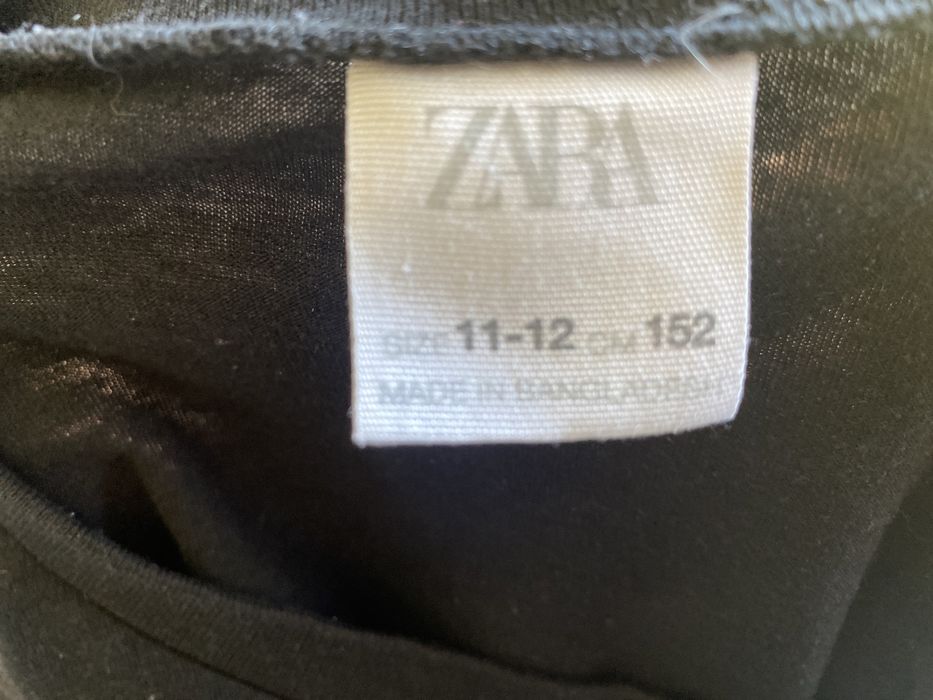 ZARA
SIZE 11-12 CM 152
MADE IN BANGLADESH